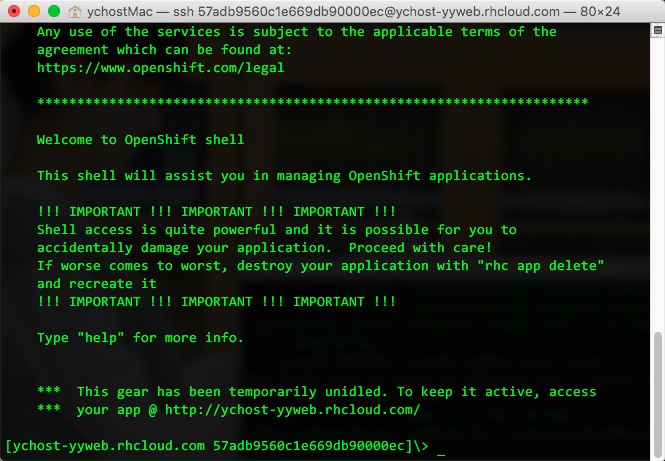 ychostMac — ssh 57adb9560c1e669db90000ec@ychost-yyweb.rhcloud.com — 80×24
Any use of the services is subject to the applicable terms of the
agreement which can be found at:
https://www.openshift.com/legal
*********************************************************************
Welcome to OpenShift shell
This shell will assist you in managing OpenShift applications.
!!! IMPORTANT !!! IMPORTANT !!! IMPORTANT !!!
Shell access is quite powerful and it is possible for you to
accidentally damage your application.  Proceed with care!
If worse comes to worst, destroy your application with "rhc app delete"
and recreate it
!!! IMPORTANT !!! IMPORTANT !!! IMPORTANT !!!
Type "help" for more info.
***  This gear has been temporarily unidled. To keep it active, access
***  your app @ http://ychost-yyweb.rhcloud.com/
[ychost-yyweb.rhcloud.com 57adb9560c1e669db90000ec]\> _